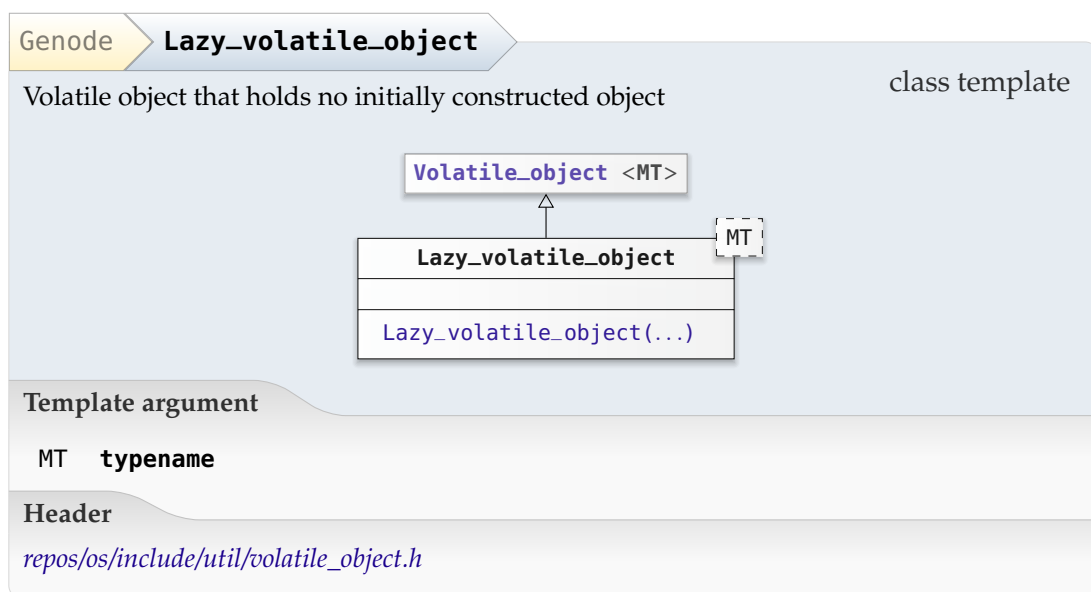 Genode Lazy_volatile_object
class template
Volatile object that holds no initially constructed object
Volatile_object <MT>
MT
Lazy_volatile_object
Lazy_volatile_object(...)
Template argument
MT typename
Header
repos/os/include/util/volatile_object.h